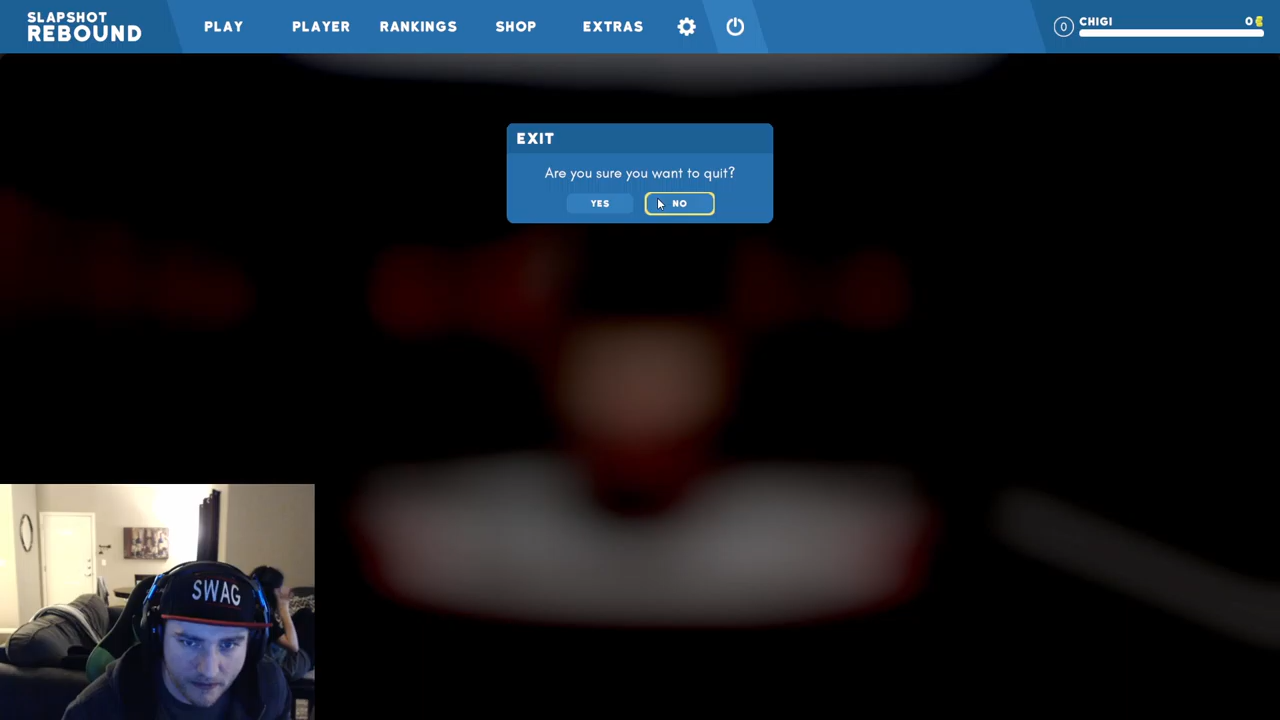 SLAPSHOT
REBOUND
PLAY
PLAYER
RANKINGS
SHOP
EXTRAS
0
CHIGI
0
EXIT
Are you sure you want to quit?
YES
NO
SWAG